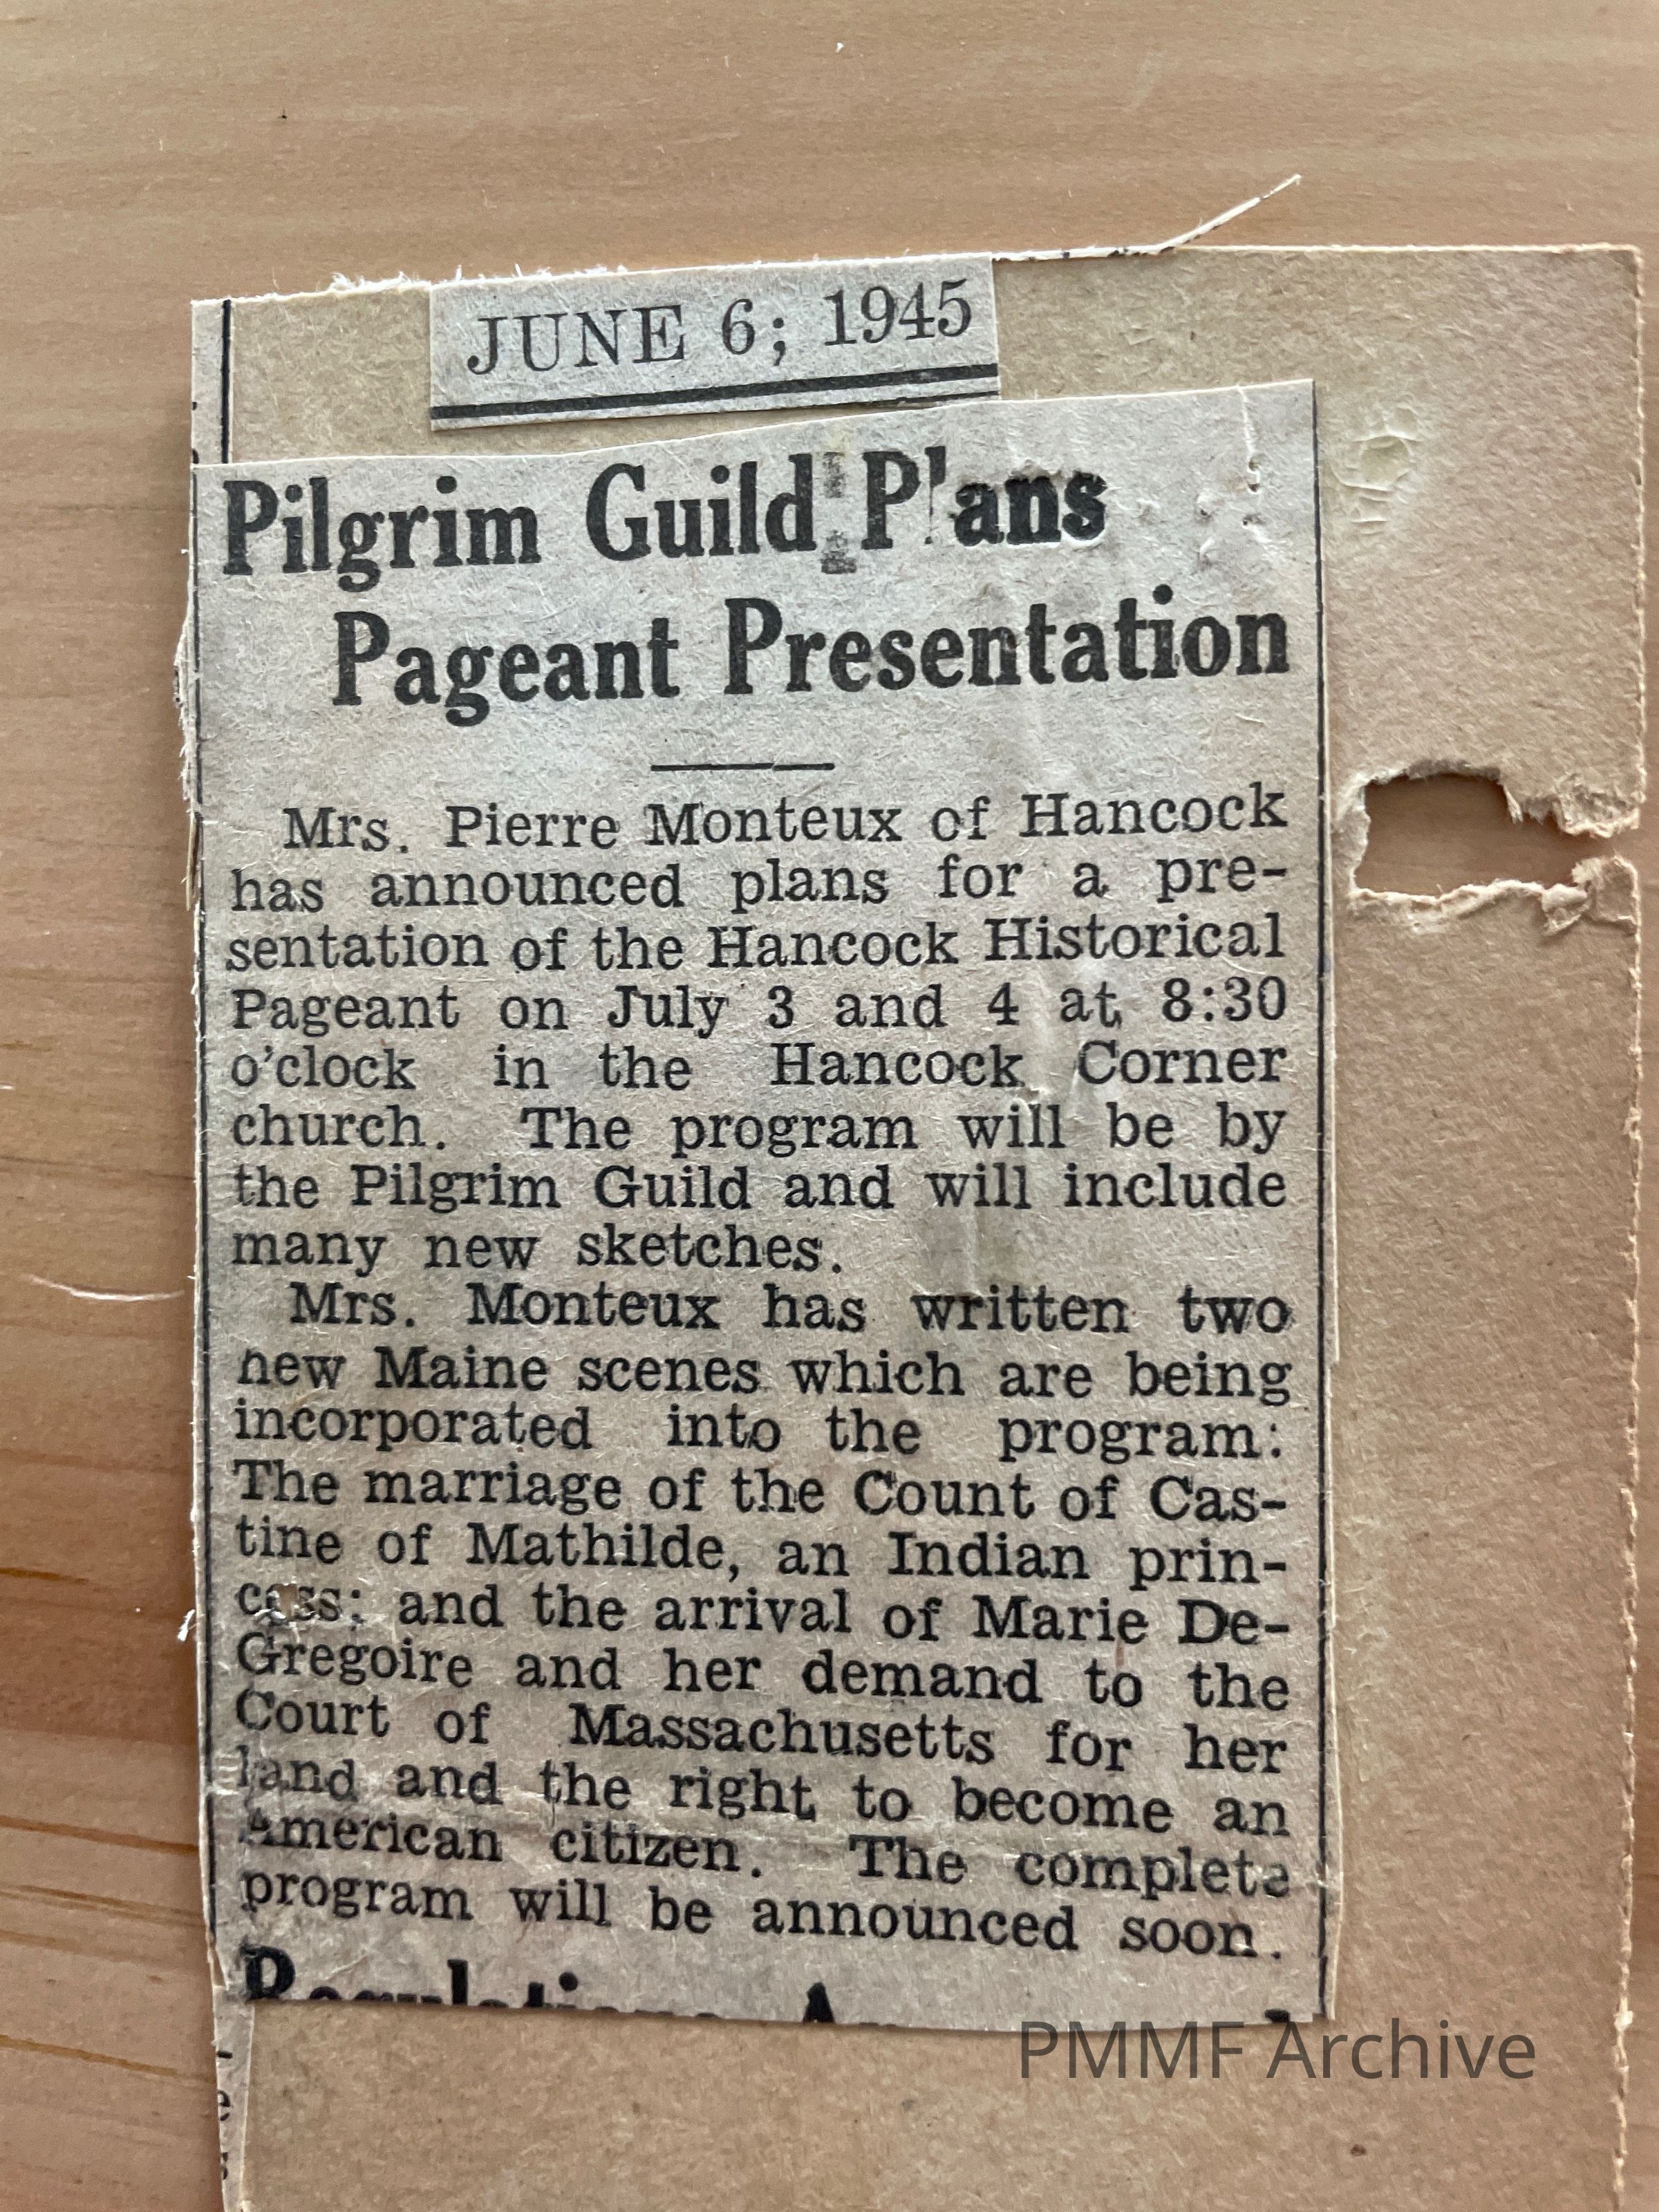 JUNE 6; 1945
Pilgrim Guild Plans
Pageant Presentation
Mrs. Pierre Monteux of Hancock
has announced plans for a pre-
sentation of the Hancock Historical
Pageant on July 3 and 4 at 8:30
o'clock in the Hancock Corner
church. The program will be by
the Pilgrim Guild and will include
many new sketches.
Mrs. Monteux has written two
new Maine scenes which are being
incorporated into the program:
The marriage of the Count of Cas-
tine of Mathilde, an Indian prin-
cess; and the arrival of Marie De-
Gregoire and her demand to the
Court of Massachusetts for her
land and the right to become an
American citizen. The complete
program will be announced soon.
PMMF Archive